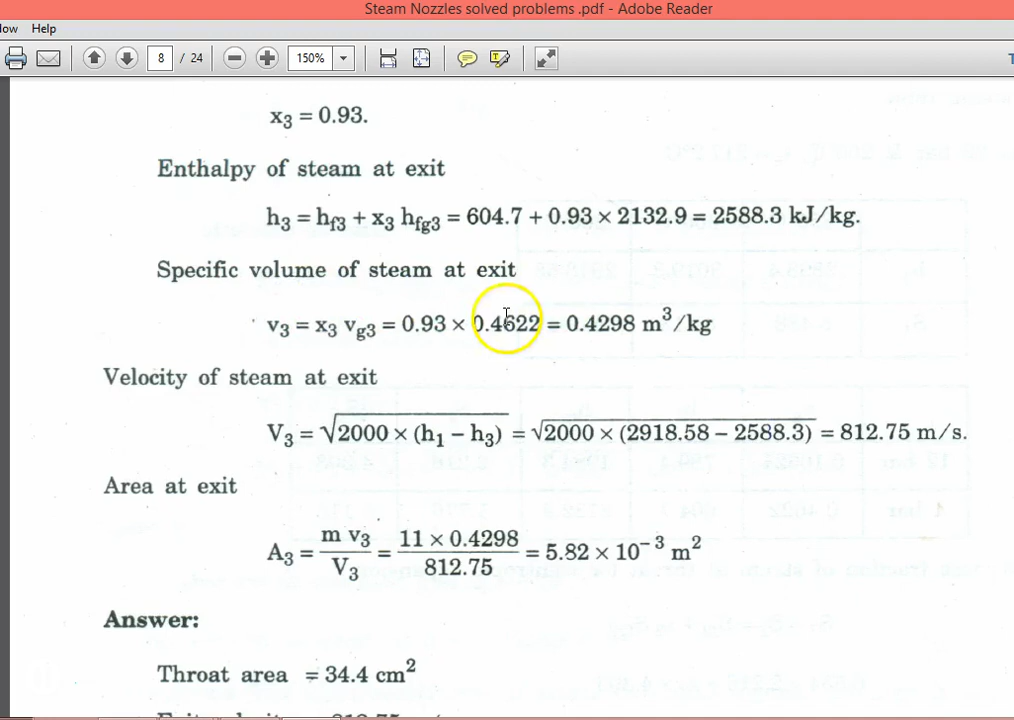 Steam Nozzles solved problems .pdf - Adobe Reader
ow Help
8 / 24 150%
x₃ = 0.93.
Enthalpy of steam at exit
h₃ = h_f3 + x₃ h_fg3 = 604.7 + 0.93 × 2132.9 = 2588.3 kJ/kg.
Specific volume of steam at exit
v₃ = x₃ v_g3 = 0.93 × 0.4622 = 0.4298 m³/kg
Velocity of steam at exit
V₃ = √2000 × (h₁ − h₃) = √2000 × (2918.58 − 2588.3) = 812.75 m/s.
Area at exit
A₃ = m v₃ / V₃ = 11 × 0.4298 / 812.75 = 5.82 × 10⁻³ m²
Answer:
Throat area = 34.4 cm²